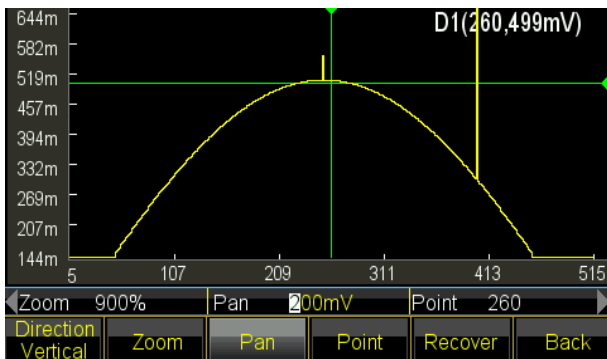 644m
D1(260,499mV)
582m
519m
457m
394m
332m
269m
207m
144m
5 107 209 311 413 515
Zoom 900% Pan 200mV Point 260
Direction Vertical Zoom Pan Point Recover Back